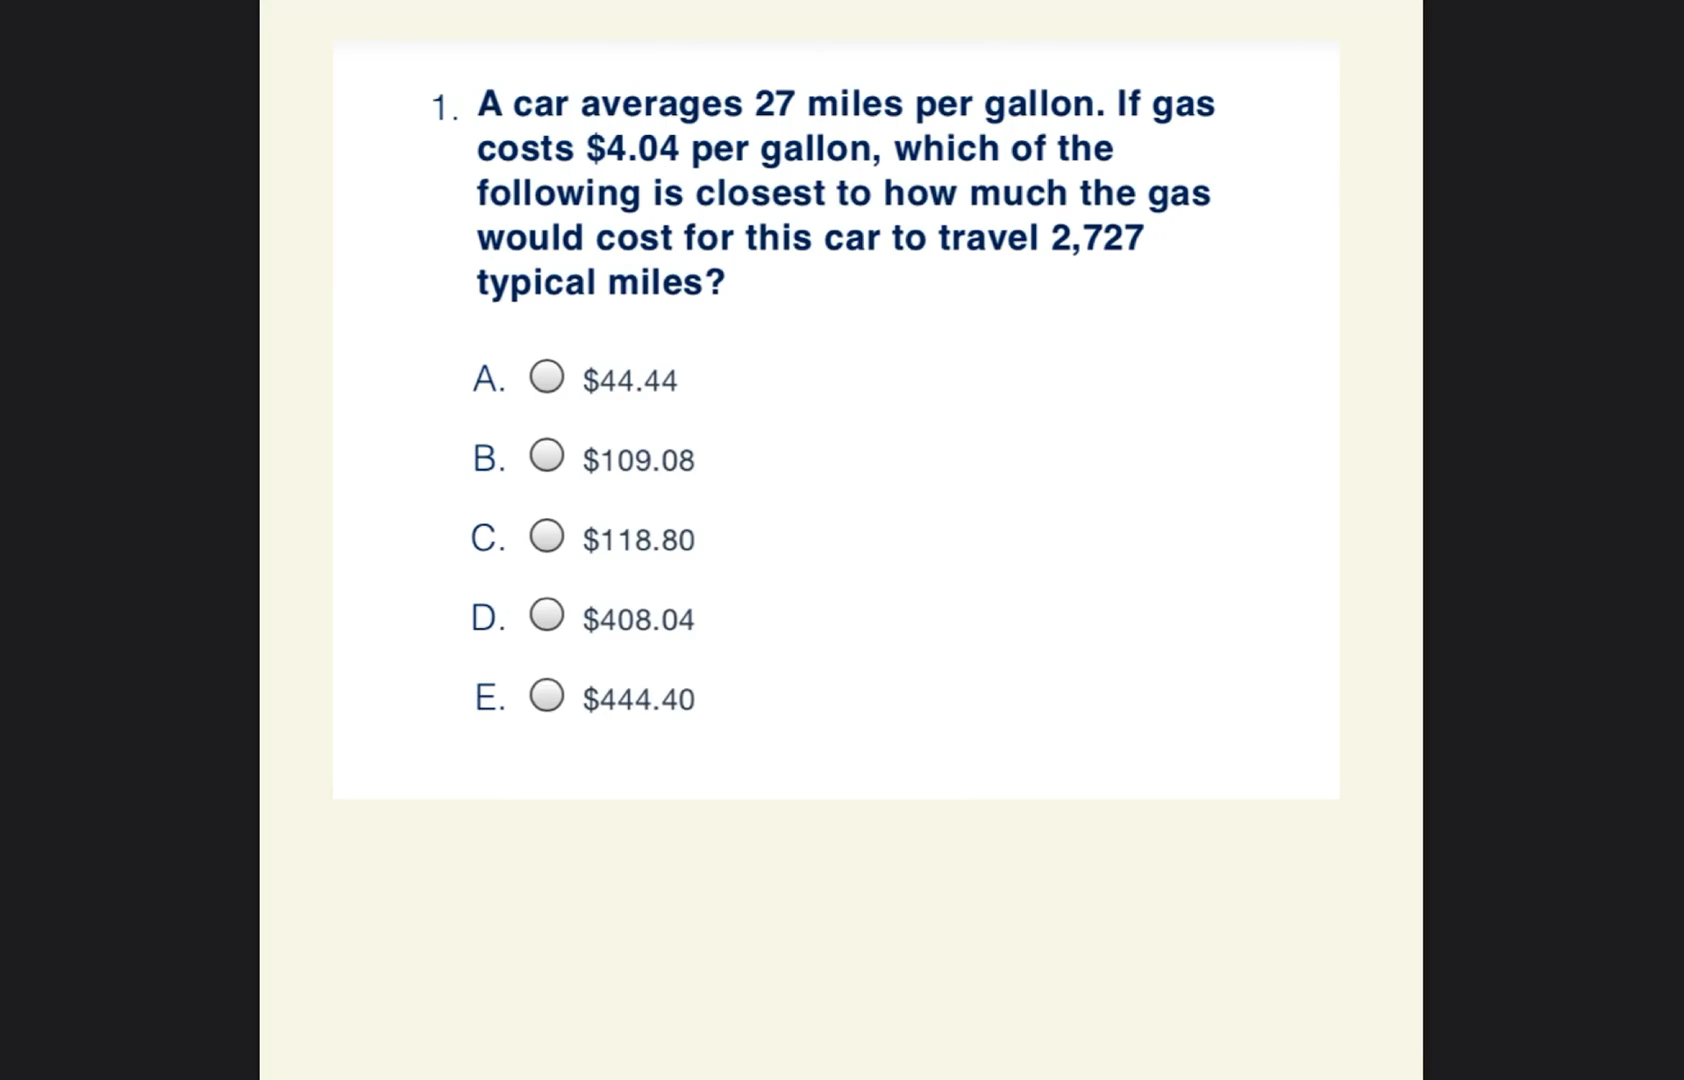 1. A car averages 27 miles per gallon. If gas
costs $4.04 per gallon, which of the
following is closest to how much the gas
would cost for this car to travel 2,727
typical miles?
A. $44.44
B. $109.08
C. $118.80
D. $408.04
E. $444.40